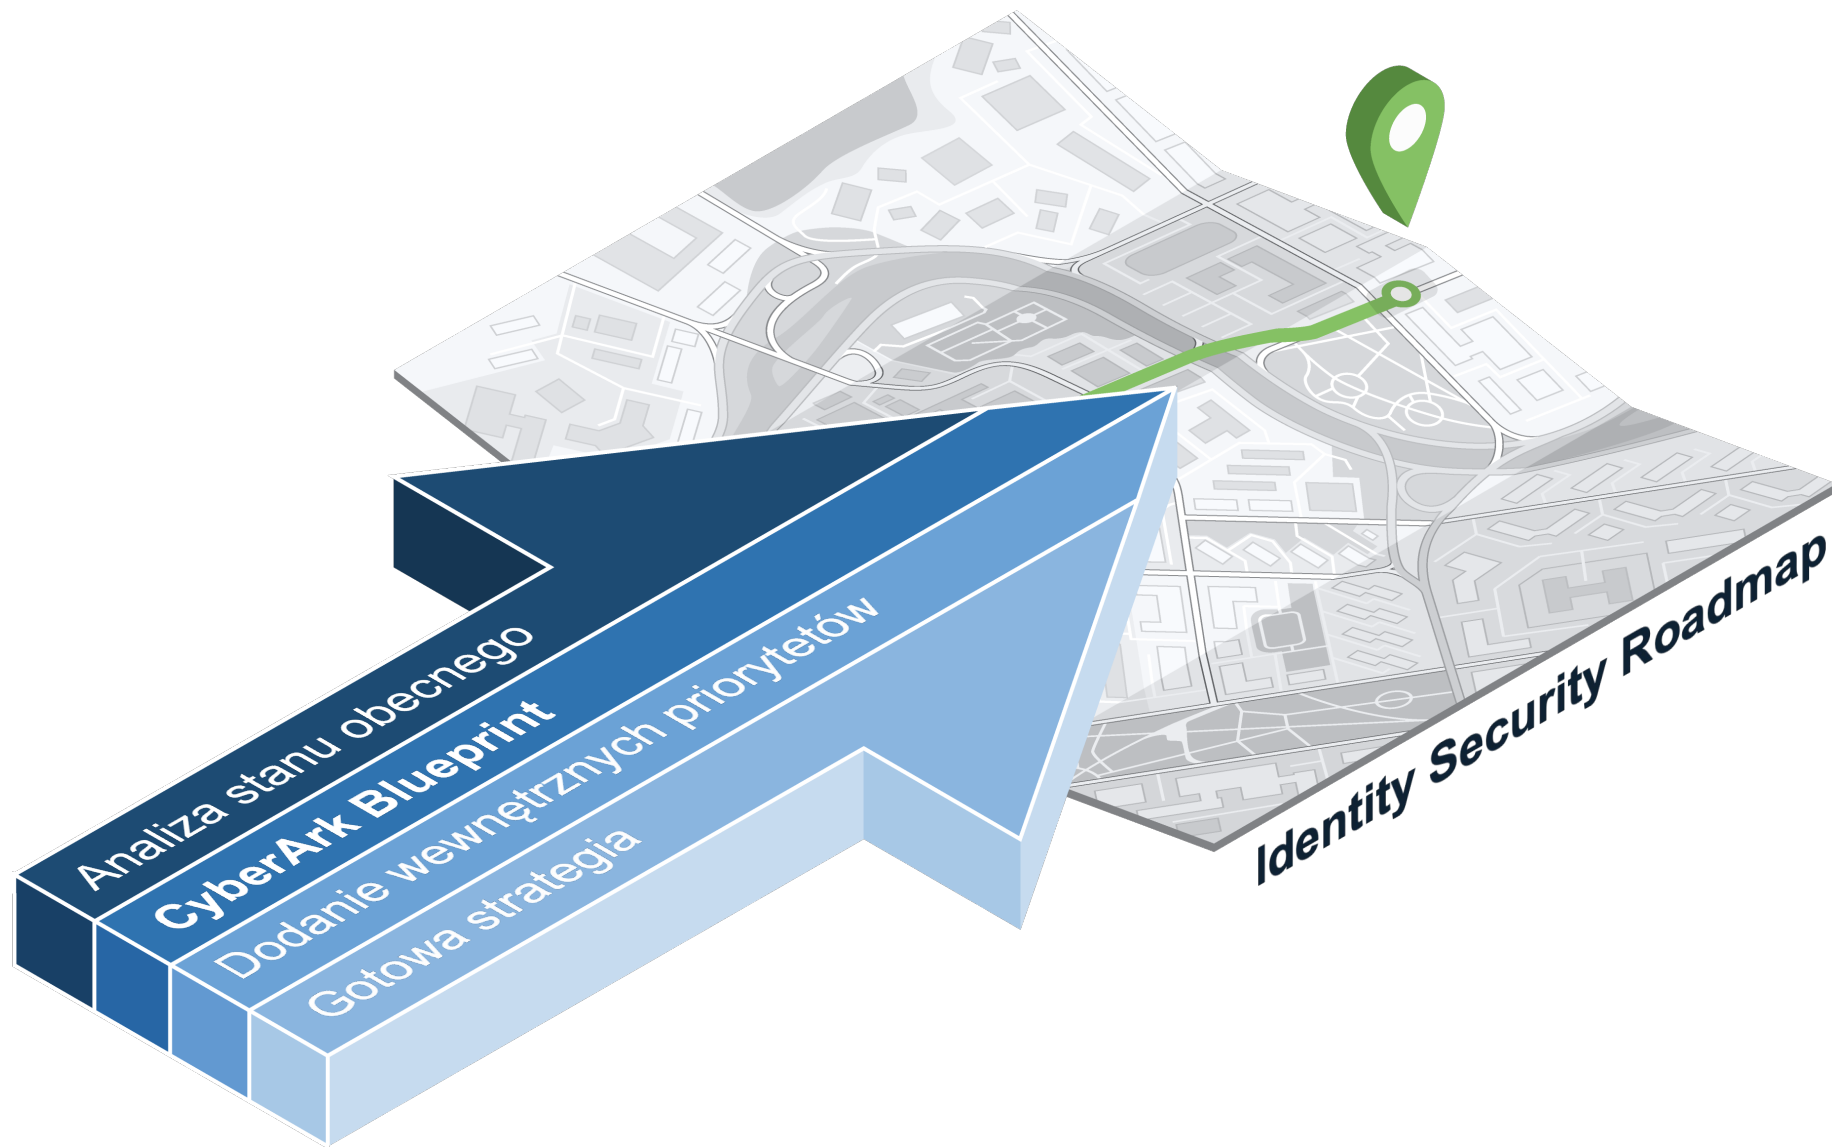 Analiza stanu obecnego
CyberArk Blueprint
Dodanie wewnętrznych priorytetów
Gotowa strategia
Identity Security Roadmap